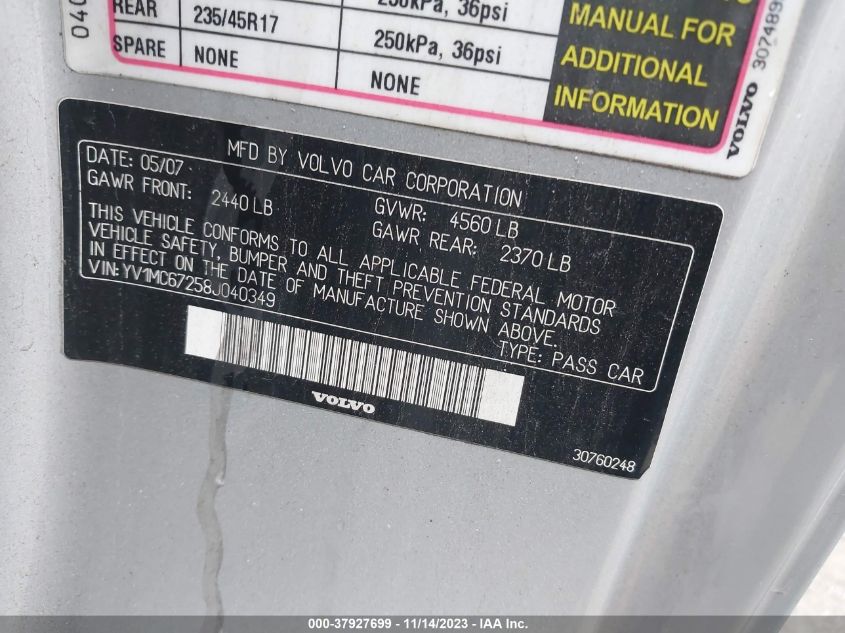 REAR 235/45R17 250kPa, 36psi
SPARE NONE 250kPa, 36psi
NONE
MANUAL FOR
ADDITIONAL
INFORMATION
VOLVO
DATE: 05/07 MFD BY VOLVO CAR CORPORATION
GAWR FRONT: 2440 LB GVWR: 4560 LB
GAWR REAR: 2370 LB
THIS VEHICLE CONFORMS TO ALL APPLICABLE FEDERAL MOTOR
VEHICLE SAFETY, BUMPER AND THEFT PREVENTION STANDARDS
IN EFFECT ON THE DATE OF MANUFACTURE SHOWN ABOVE.
VIN: YV1MC67258J040349 TYPE: PASS CAR
VOLVO
30760248
000-37927699 - 11/14/2023 - IAA Inc.